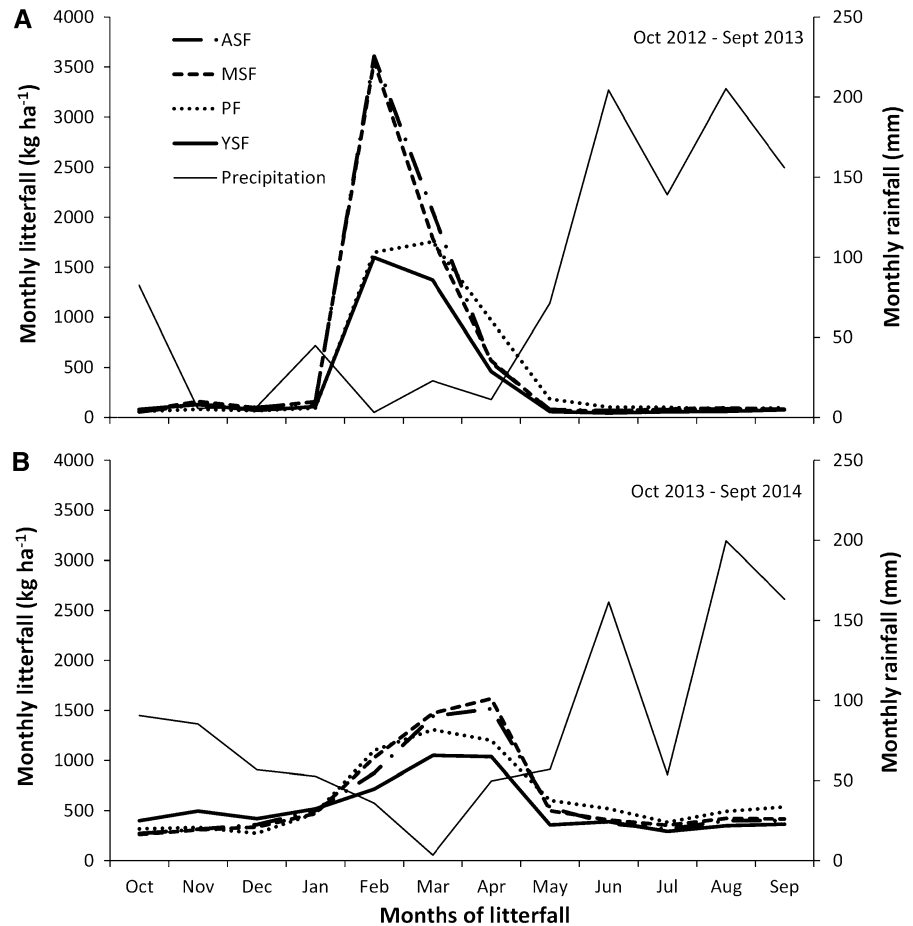 A
Oct 2012 - Sept 2013
ASF
MSF
PF
YSF
Precipitation
Monthly litterfall (kg ha⁻¹)
4000
3500
3000
2500
2000
1500
1000
500
0
Monthly rainfall (mm)
250
200
150
100
50
0
B
Oct 2013 - Sept 2014
Monthly litterfall (kg ha⁻¹)
4000
3500
3000
2500
2000
1500
1000
500
0
Monthly rainfall (mm)
250
200
150
100
50
0
Oct Nov Dec Jan Feb Mar Apr May Jun Jul Aug Sep
Months of litterfall